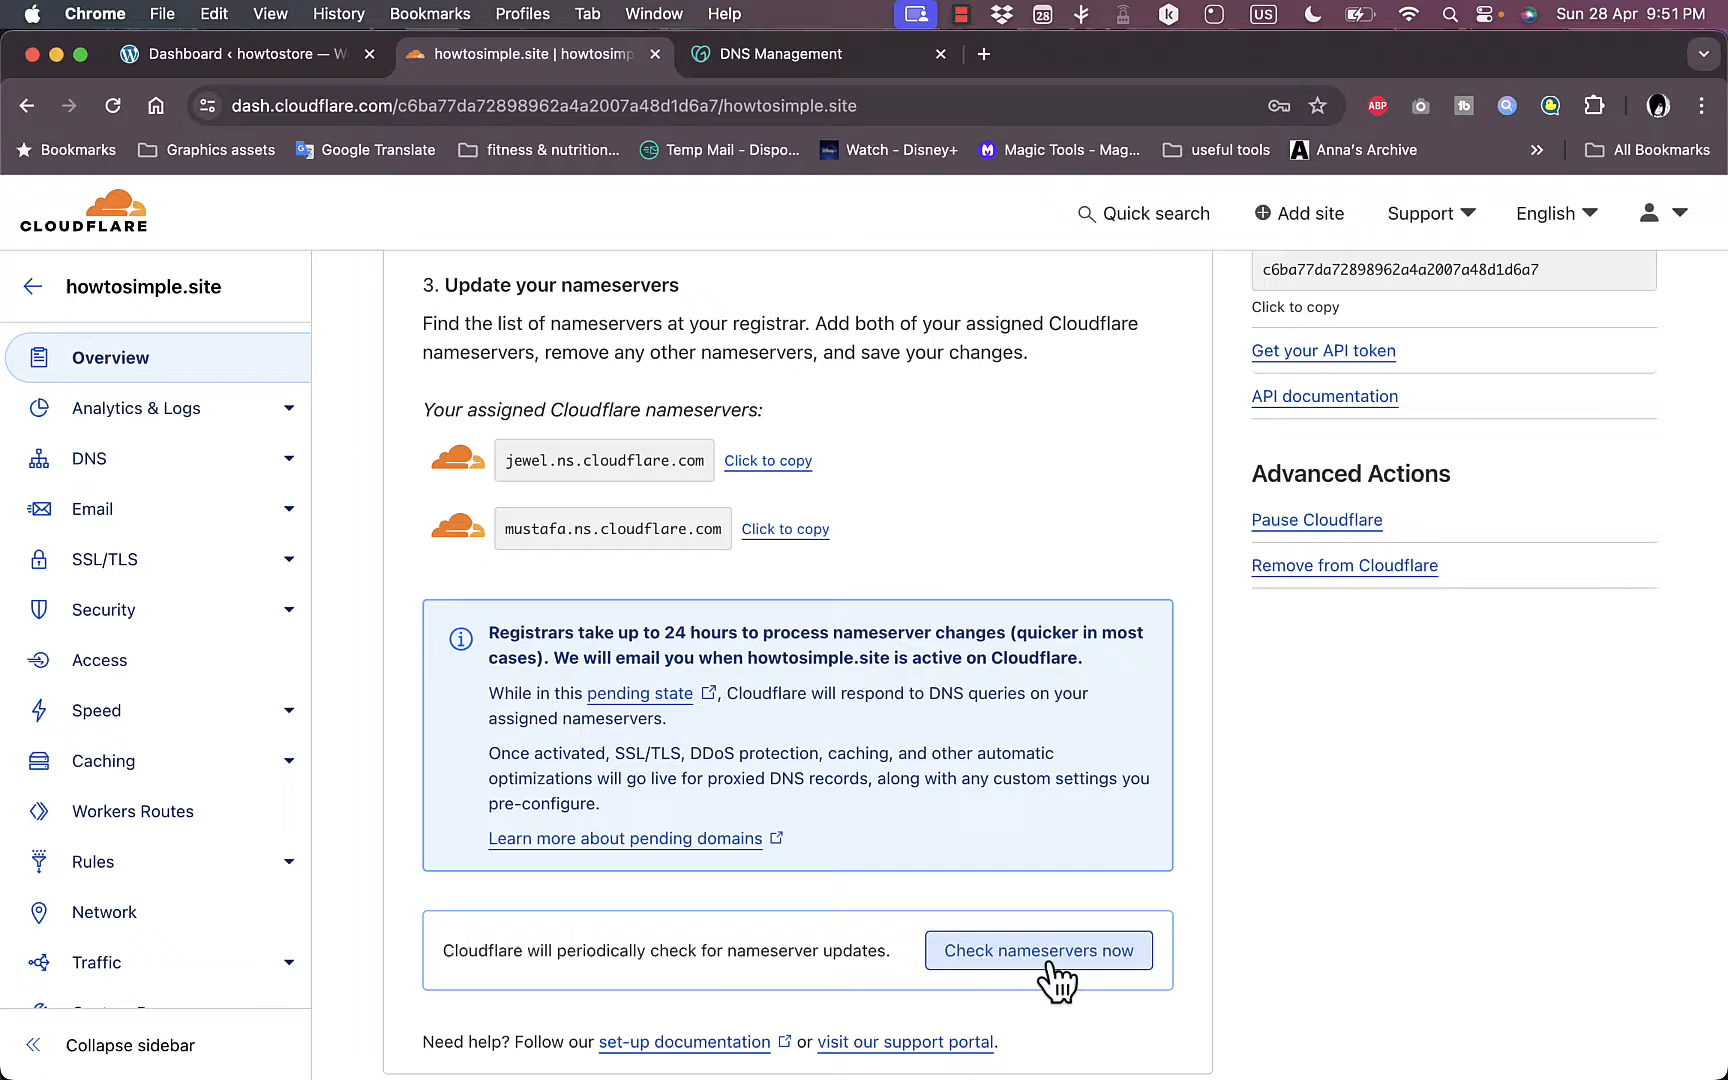 Chrome File Edit View History Bookmarks Profiles Tab Window Help 28 US Sun 28 Apr 9:51 PM
Dashboard ‹ howtostore — W howtosimple.site | howtosimp DNS Management
dash.cloudflare.com/c6ba77da72898962a4a2007a48d1d6a7/howtosimple.site ABP tb
Bookmarks Graphics assets Google Translate fitness & nutrition... Temp Mail - Dispo... Watch - Disney+ Magic Tools - Mag... useful tools Anna's Archive » All Bookmarks
CLOUDFLARE
Quick search Add site Support English
howtosimple.site
Overview
Analytics & Logs
DNS
Email
SSL/TLS
Security
Access
Speed
Caching
Workers Routes
Rules
Network
Traffic
Collapse sidebar
3. Update your nameservers
Find the list of nameservers at your registrar. Add both of your assigned Cloudflare
nameservers, remove any other nameservers, and save your changes.
Your assigned Cloudflare nameservers:
jewel.ns.cloudflare.com Click to copy
mustafa.ns.cloudflare.com Click to copy
Registrars take up to 24 hours to process nameserver changes (quicker in most
cases). We will email you when howtosimple.site is active on Cloudflare.
While in this pending state , Cloudflare will respond to DNS queries on your
assigned nameservers.
Once activated, SSL/TLS, DDoS protection, caching, and other automatic
optimizations will go live for proxied DNS records, along with any custom settings you
pre-configure.
Learn more about pending domains
Cloudflare will periodically check for nameserver updates. Check nameservers now
Need help? Follow our set-up documentation or visit our support portal.
c6ba77da72898962a4a2007a48d1d6a7
Click to copy
Get your API token
API documentation
Advanced Actions
Pause Cloudflare
Remove from Cloudflare